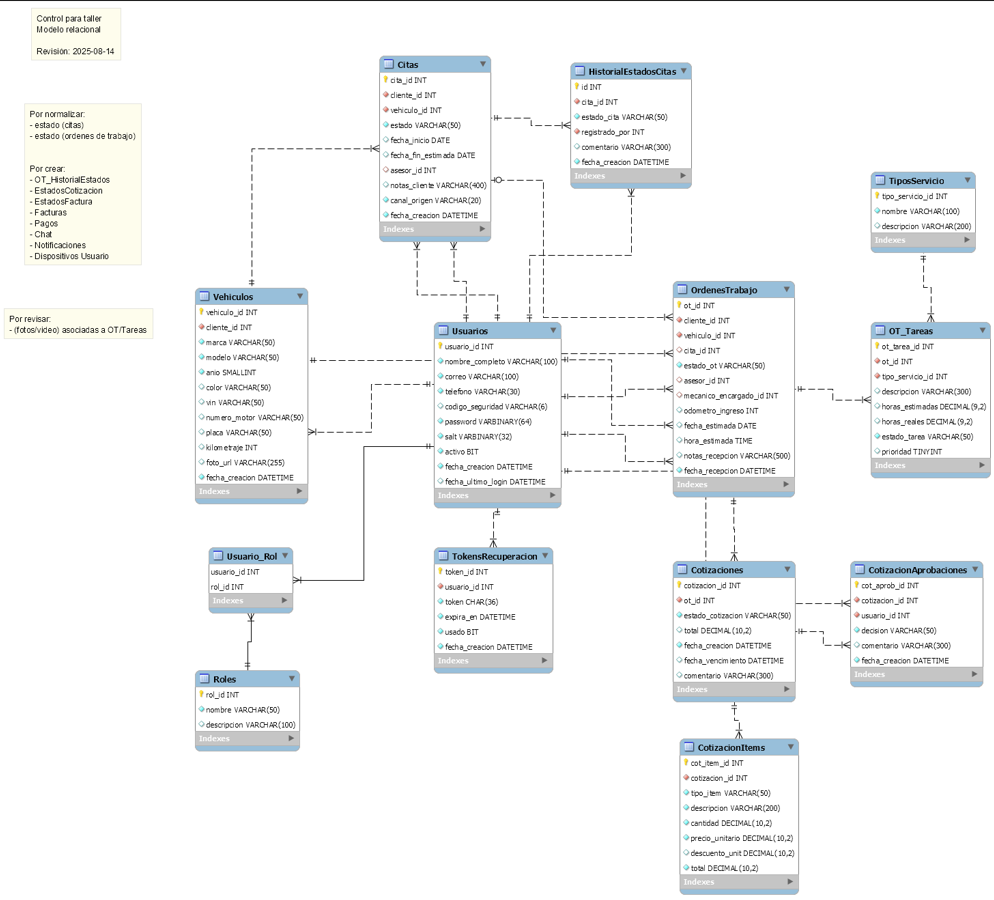 Control para taller
Modelo relacional
Revisión: 2025-08-14
Por normalizar:
- estado (citas)
- estado (ordenes de trabajo)
Por crear:
- OT_HistorialEstados
- EstadosCotizacion
- EstadosFactura
- Facturas
- Pagos
- Chat
- Notificaciones
- Dispositivos Usuario
Por revisar:
- (fotos/video) asociadas a OT/Tareas
Citas
cita_id INT
cliente_id INT
vehiculo_id INT
estado VARCHAR(50)
fecha_inicio DATE
fecha_fin_estimada DATE
asesor_id INT
notas_cliente VARCHAR(400)
canal_origen VARCHAR(20)
fecha_creacion DATETIME
Indexes
HistorialEstadosCitas
id INT
cita_id INT
estado_cita VARCHAR(50)
registrado_por INT
comentario VARCHAR(300)
fecha_creacion DATETIME
Indexes
TiposServicio
tipo_servicio_id INT
nombre VARCHAR(100)
descripcion VARCHAR(200)
Indexes
Vehiculos
vehiculo_id INT
cliente_id INT
marca VARCHAR(50)
modelo VARCHAR(50)
anio SMALLINT
color VARCHAR(50)
vin VARCHAR(50)
numero_motor VARCHAR(50)
placa VARCHAR(50)
kilometraje INT
foto_url VARCHAR(255)
fecha_creacion DATETIME
Indexes
Usuarios
usuario_id INT
nombre_completo VARCHAR(100)
correo VARCHAR(100)
telefono VARCHAR(30)
codigo_seguridad VARCHAR(6)
password VARBINARY(64)
salt VARBINARY(32)
activo BIT
fecha_creacion DATETIME
fecha_ultimo_login DATETIME
Indexes
OrdenesTrabajo
ot_id INT
cliente_id INT
vehiculo_id INT
cita_id INT
estado_ot VARCHAR(50)
asesor_id INT
mecanico_encargado_id INT
odometro_ingreso INT
fecha_estimada DATE
hora_estimada TIME
notas_recepcion VARCHAR(500)
fecha_recepcion DATETIME
Indexes
OT_Tareas
ot_tarea_id INT
ot_id INT
tipo_servicio_id INT
descripcion VARCHAR(300)
horas_estimadas DECIMAL(9,2)
horas_reales DECIMAL(9,2)
estado_tarea VARCHAR(50)
prioridad TINYINT
Indexes
Usuario_Rol
usuario_id INT
rol_id INT
Indexes
TokensRecuperacion
token_id INT
usuario_id INT
token CHAR(36)
expira_en DATETIME
usado BIT
fecha_creacion DATETIME
Indexes
Cotizaciones
cotizacion_id INT
ot_id INT
estado_cotizacion VARCHAR(50)
total DECIMAL(10,2)
fecha_creacion DATETIME
fecha_vencimiento DATETIME
comentario VARCHAR(300)
Indexes
CotizacionAprobaciones
cot_aprob_id INT
cotizacion_id INT
usuario_id INT
decision VARCHAR(50)
comentario VARCHAR(300)
fecha_creacion DATETIME
Indexes
Roles
rol_id INT
nombre VARCHAR(50)
descripcion VARCHAR(100)
Indexes
CotizacionItems
cot_item_id INT
cotizacion_id INT
tipo_item VARCHAR(50)
descripcion VARCHAR(200)
cantidad DECIMAL(10,2)
precio_unitario DECIMAL(10,2)
descuento_unit DECIMAL(10,2)
total DECIMAL(10,2)
Indexes